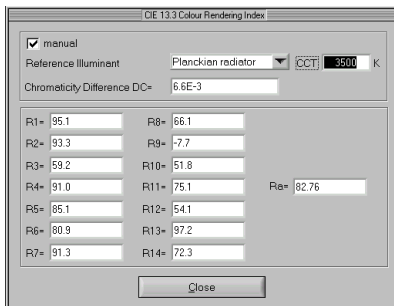 CIE 13.3 Colour Rendering Index
manual
Reference Illuminant Planckian radiator CCT 3500 K
Chromaticity Difference DC= 6.6E-3
R1= 95.1 R8= 66.1
R2= 93.3 R9= -7.7
R3= 59.2 R10= 51.8
R4= 91.0 R11= 75.1 Ra= 82.76
R5= 85.1 R12= 54.1
R6= 80.9 R13= 97.2
R7= 91.3 R14= 72.3
Close